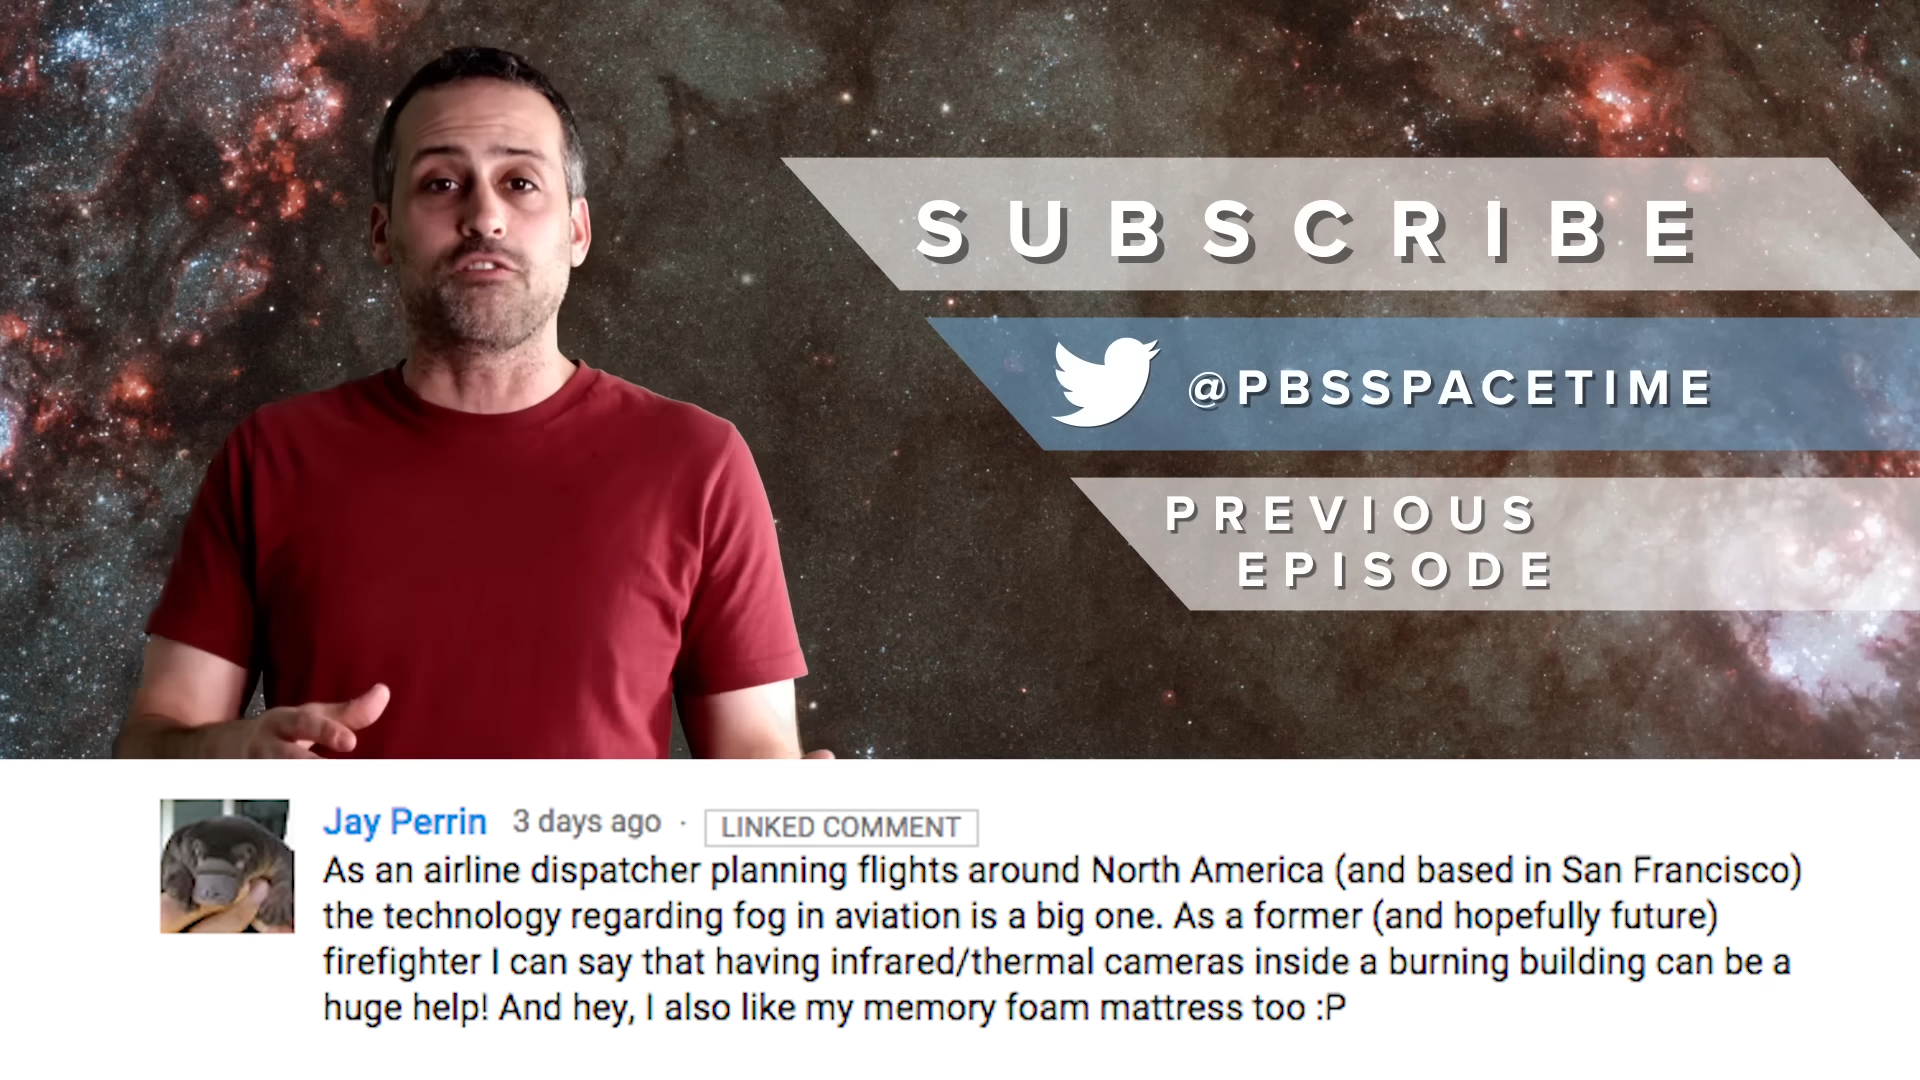 SUBSCRIBE
@PBSSPACETIME
PREVIOUS
EPISODE
Jay Perrin 3 days ago · LINKED COMMENT
As an airline dispatcher planning flights around North America (and based in San Francisco)
the technology regarding fog in aviation is a big one. As a former (and hopefully future)
firefighter I can say that having infrared/thermal cameras inside a burning building can be a
huge help! And hey, I also like my memory foam mattress too :P